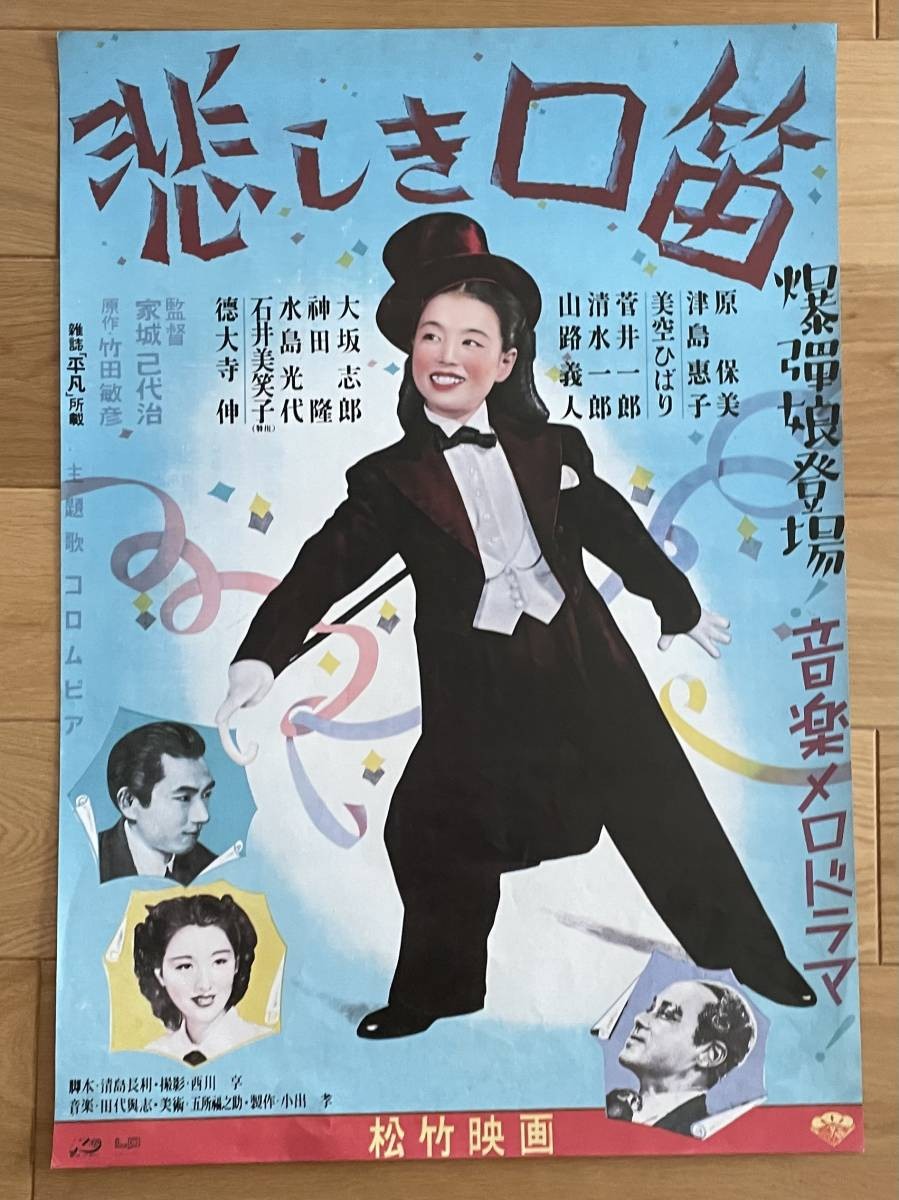 悲しき口笛
爆彈娘登場!
音楽メロドラマ!
原 保美
津島惠子
美空ひばり
菅井一郎
清水一郎
山路義人
大坂志郎
神田隆
水島光代
石井美笑子
徳大寺伸
監督
家城己代治
原作・竹田敏彦
雑誌「平凡」所載
主題歌 コロムビア
脚本・清島長利・撮影・西川 享
音楽・田代與志・美術・五所福之助・製作・小出 孝
松竹映画